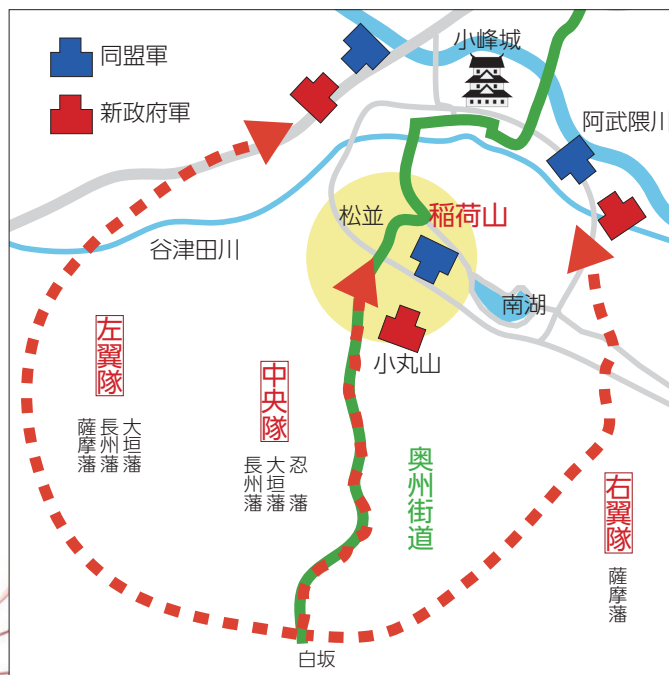 同盟軍
新政府軍
小峰城
阿武隈川
松並
稲荷山
谷津田川
南湖
小丸山
左翼隊
大垣藩
長州藩
薩摩藩
中央隊
忍藩
大垣藩
長州藩
奥州街道
右翼隊
薩摩藩
白坂